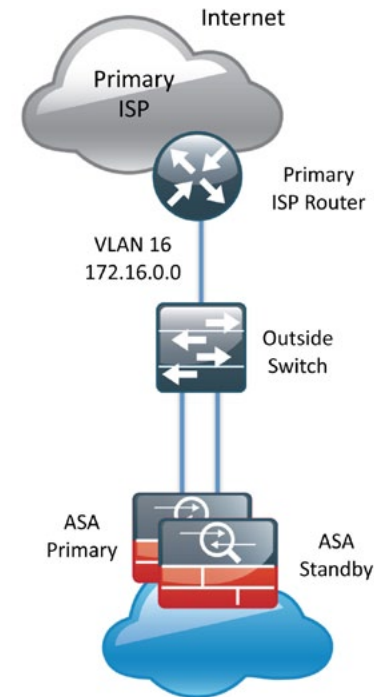 Internet
Primary
ISP
Primary
ISP Router
VLAN 16
172.16.0.0
Outside
Switch
ASA
Primary
ASA
Standby